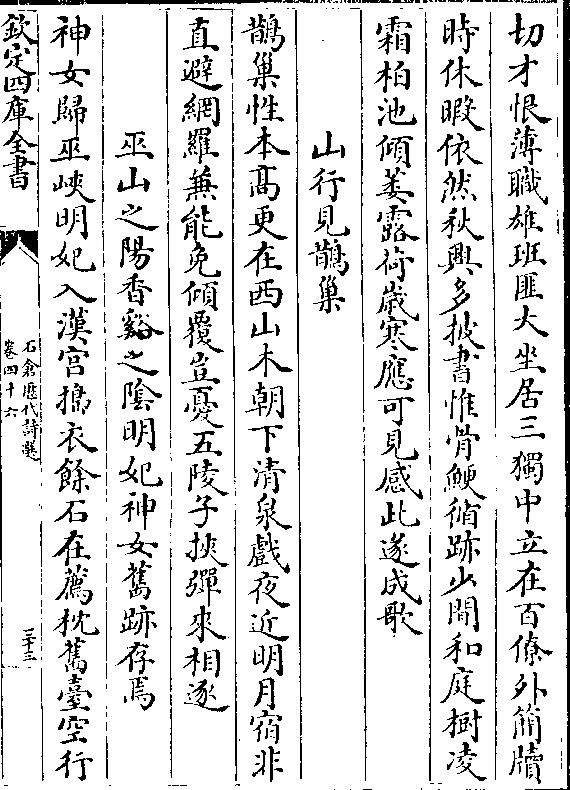 切才恨薄職雄班匪大坐居三獨中立在百僚外簡牘
時休暇依然秋興多披書惟骨鯁循跡少間和庭樹凌
霜柏池傾萎露荷嵗寒應可見感此遂成歌
山行見鵲巢
鵲巢性本髙更在西山木朝下清泉戲夜近明月宿非
直避網羅兼能免傾覆豈憂五陵子挾彈來相逐
巫山之陽香谿之隂明妃神女舊跡存焉
神女歸巫峽明妃入漢宮擣衣餘石在薦枕舊臺空行
欽定四庫全書
石倉歴代詩選
卷四十六
三十三